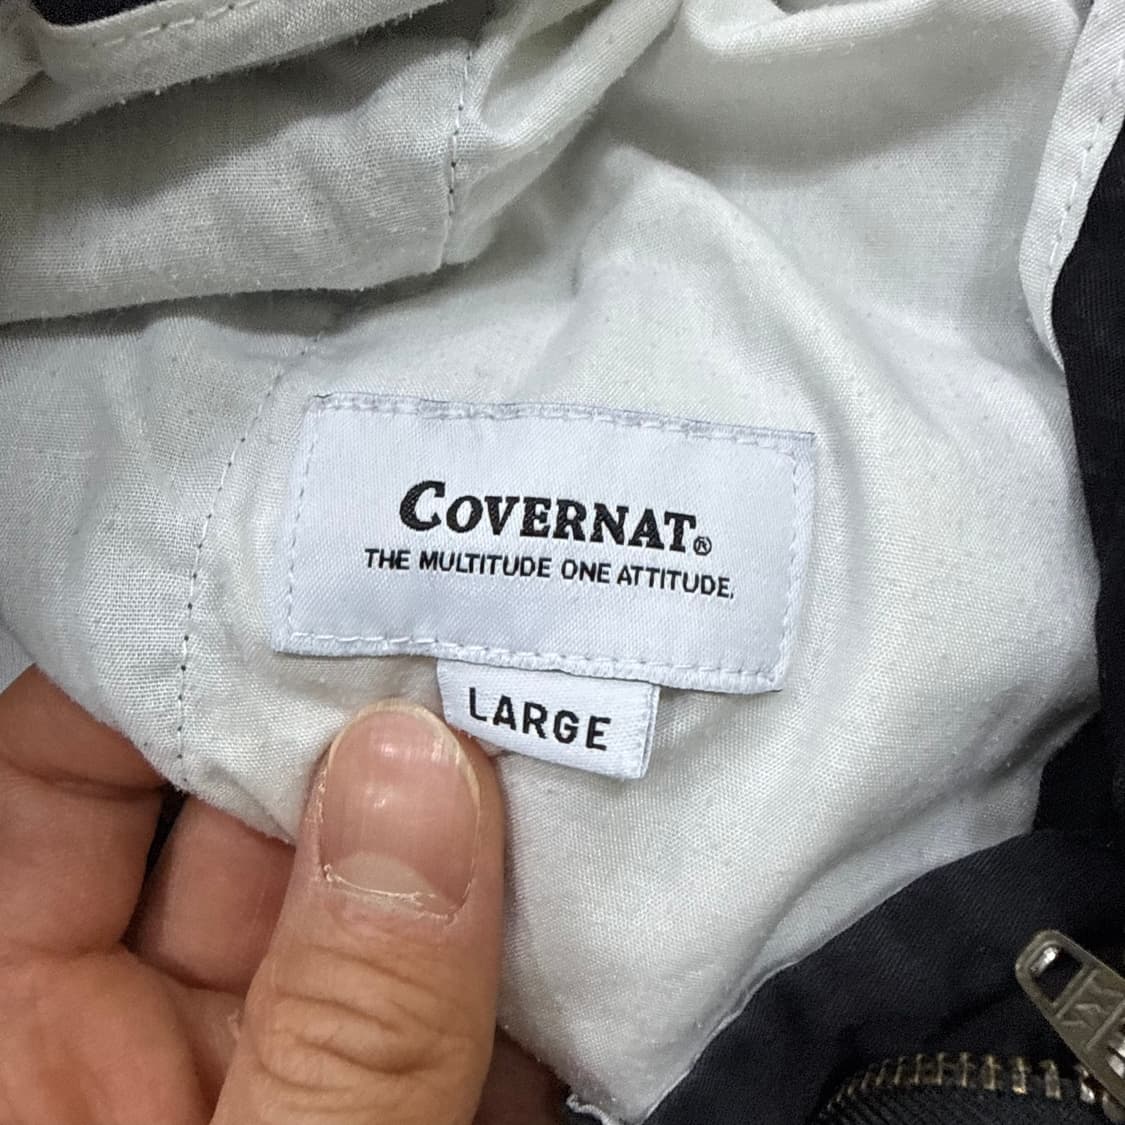 COVERNAT®
THE MULTITUDE ONE ATTITUDE.
LARGE